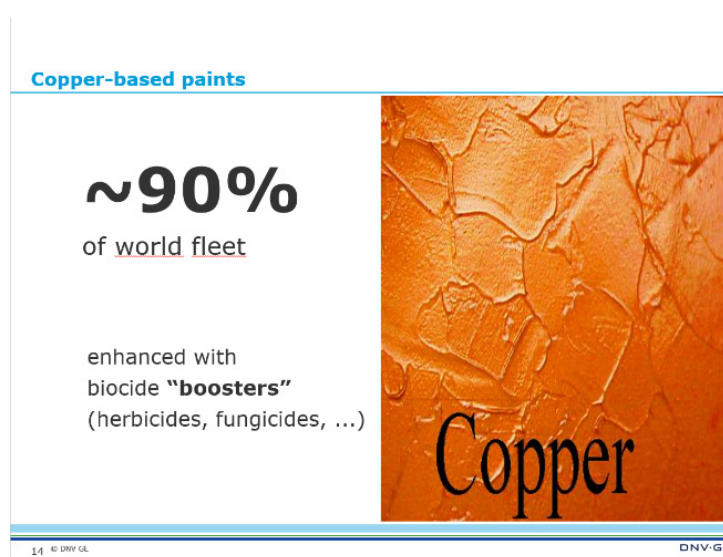 Copper-based paints
~90%
of world fleet
enhanced with
biocide “boosters”
(herbicides, fungicides, ...)
Copper
14 © DNV GL
DNV·G